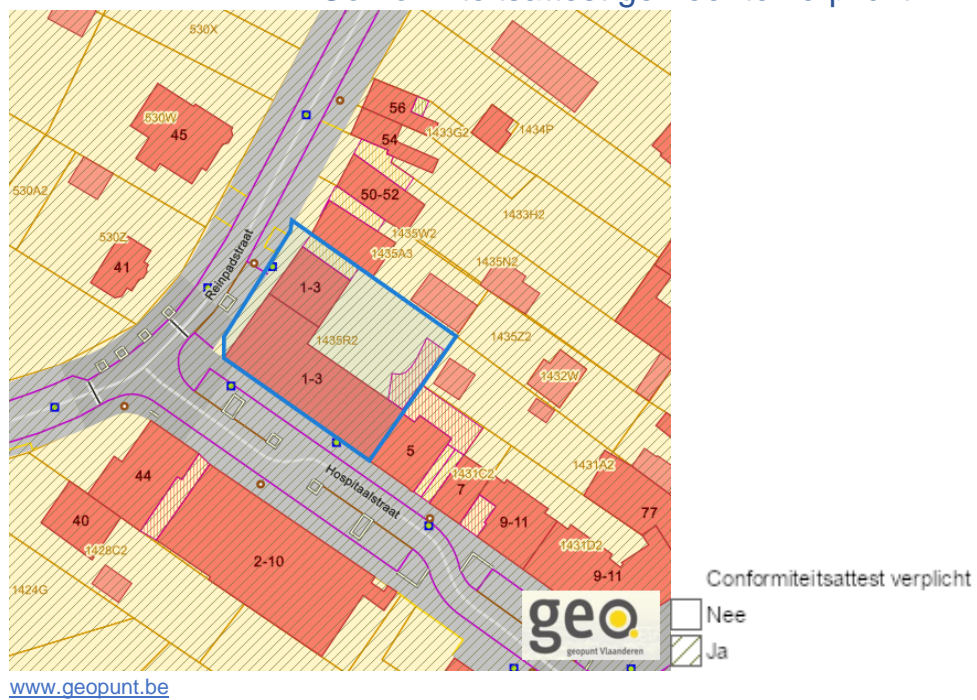 530X
56
530W
45
1433G2
1434P
54
530A2
50-52
1433H2
1435W2
530Z
1435A3
1435N2
41
Reinpadstraat
1-3
1435R2
1435Z2
1-3
1432W
5
44
1431C2
1431A2
Hospitaalstraat
7
77
40
9-11
1428C2
1431D2
2-10
9-11
1424G
Conformiteitsattest verplicht
geo.
Nee
geopunt Vlaanderen
Ja
www.geopunt.be